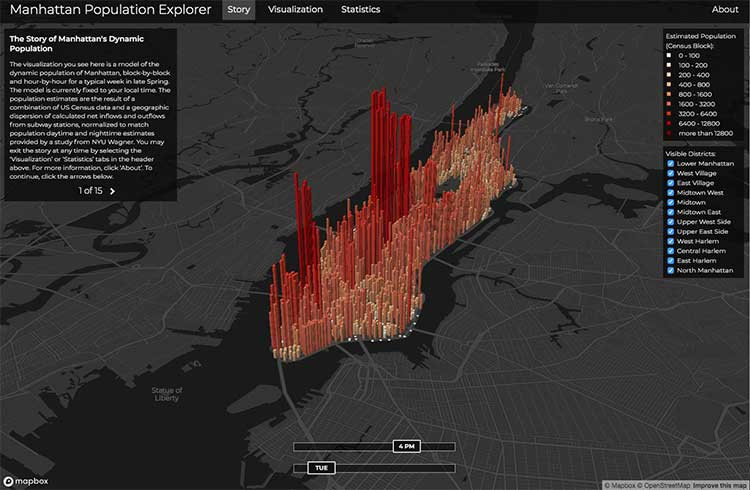 Manhattan Population Explorer
Story
Visualization
Statistics
About
The Story of Manhattan's Dynamic
Population
The visualization you see here is a model of the
dynamic population of Manhattan, block-by-block
and hour-by-hour for a typical week in late Spring.
The model is currently fixed to your local time. The
population estimates are the result of a
combination of US Census data and a geographic
dispersion of calculated net inflows and outflows
from subway stations, normalized to match
population daytime and nighttime estimates
provided by a study from NYU Wagner. You may
exit the story at any time by selecting the
'Visualization' or 'Statistics' tabs in the header
above. For more information, click 'About'. To
continue, click the arrows below.
1 of 15
Estimated Population
(Census Block):
0 - 100
100 - 200
200 - 400
400 - 800
800 - 1600
1600 - 3200
3200 - 6400
6400 - 12800
more than 12800
Visible Districts:
Lower Manhattan
West Village
East Village
Midtown West
Midtown
Midtown East
Upper West Side
Upper East Side
West Harlem
Central Harlem
East Harlem
North Manhattan
Palisades
Interstate Park
Van Cortlandt
Park
Bronx Park
Statue of
Liberty
4 PM
TUE
mapbox
© Mapbox © OpenStreetMap Improve this map